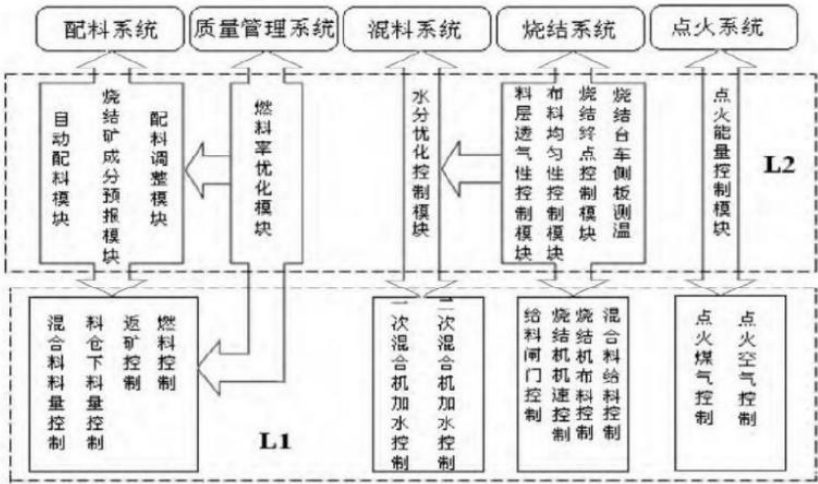 配料系统
质量管理系统
混料系统
烧结系统
点火系统
自动配料模块
烧结矿成分预报模块
配料调整模块
燃料率优化模块
水分优化控制模块
料层透气性控制模块
布料均匀性控制模块
烧结终点控制模块
烧结台车侧板测温
点火能量控制模块
L2
混合料料量控制
料仓下料量控制
返矿控制
燃料控制
一次混合机加水控制
二次混合机加水控制
给料闸门控制
烧结机机速控制
烧结机布料控制
混合料给料控制
点火煤气控制
点火空气控制
L1